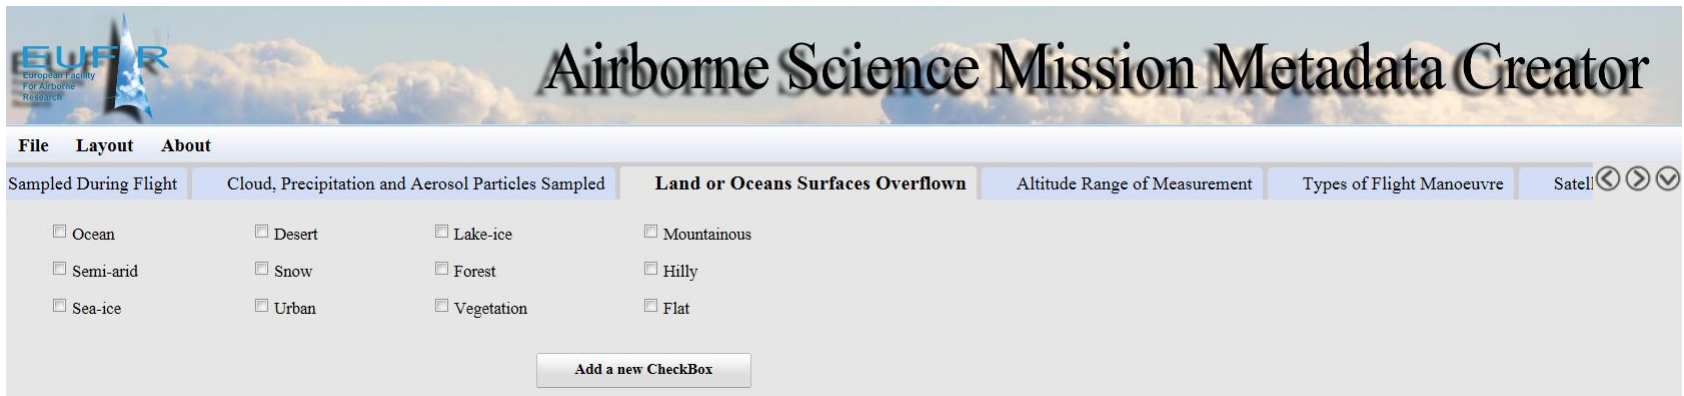 EUFAR
European Facility
For Airborne
Research
Airborne Science Mission Metadata Creator
File Layout About
Sampled During Flight Cloud, Precipitation and Aerosol Particles Sampled Land or Oceans Surfaces Overflown Altitude Range of Measurement Types of Flight Manoeuvre Satell
Ocean Desert Lake-ice Mountainous
Semi-arid Snow Forest Hilly
Sea-ice Urban Vegetation Flat
Add a new CheckBox